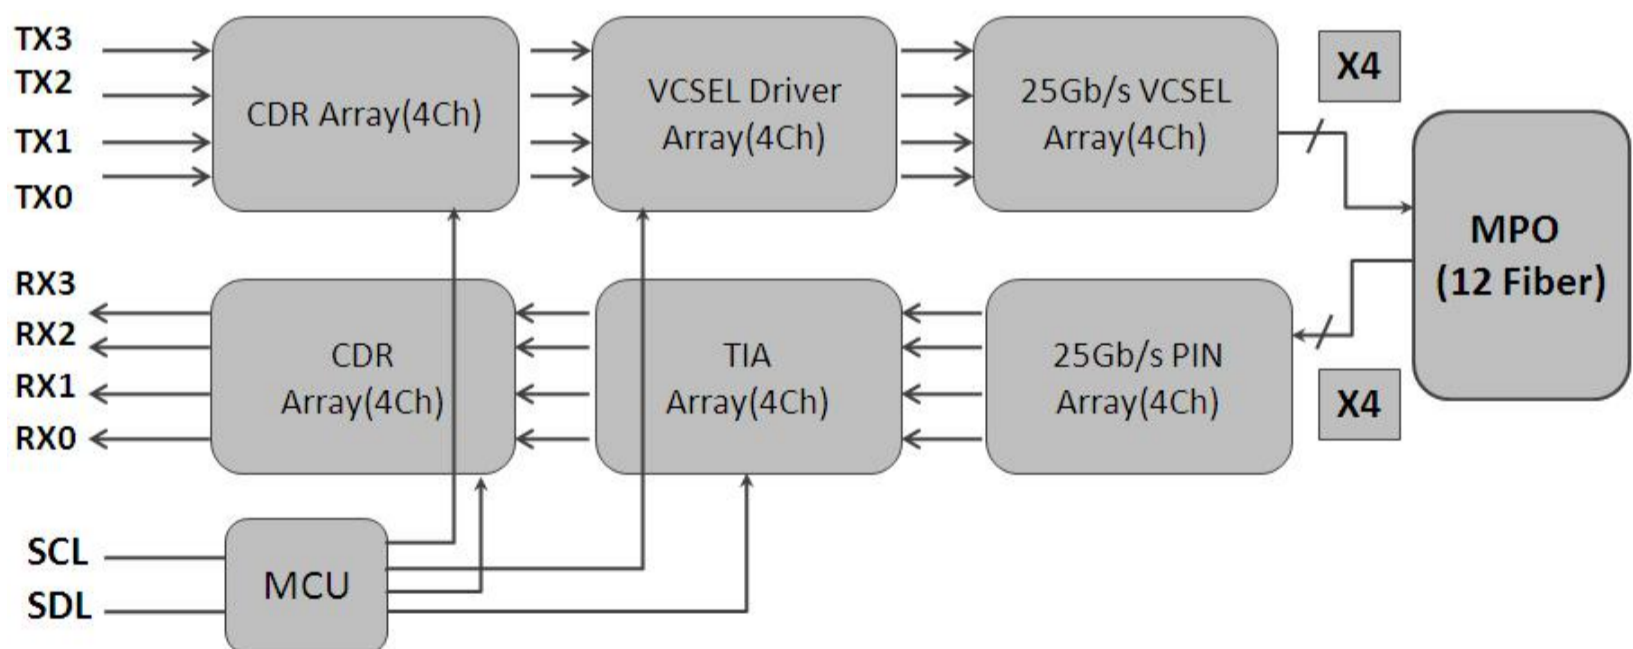 TX3
TX2
TX1
TX0
CDR Array(4Ch)
VCSEL Driver
Array(4Ch)
25Gb/s VCSEL
Array(4Ch)
X4
MPO
(12 Fiber)
RX3
RX2
RX1
RX0
CDR
Array(4Ch)
TIA
Array(4Ch)
25Gb/s PIN
Array(4Ch)
X4
SCL
SDL
MCU